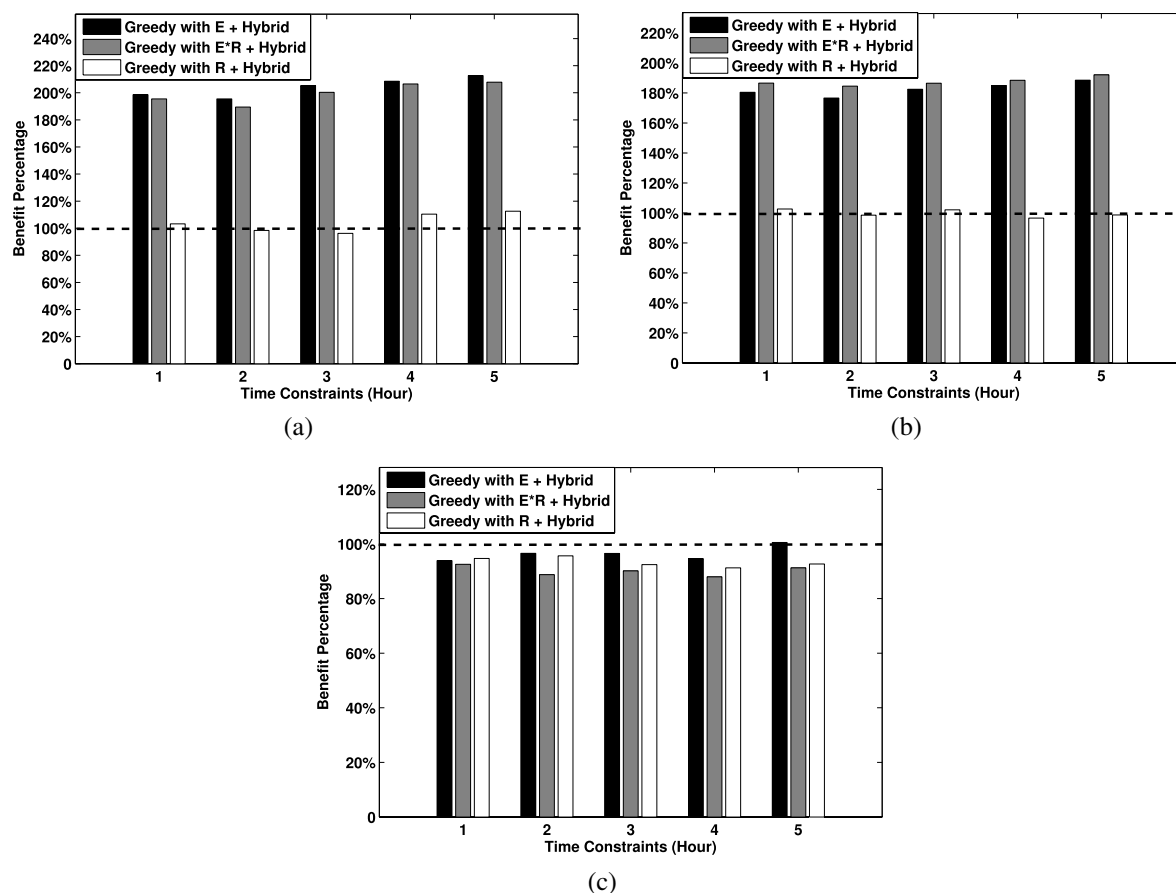 Greedy with E + Hybrid
Greedy with E*R + Hybrid
Greedy with R + Hybrid
240%
220%
200%
180%
160%
140%
120%
100%
80%
60%
40%
20%
0
Benefit Percentage
1 2 3 4 5
Time Constraints (Hour)
(a)
Greedy with E + Hybrid
Greedy with E*R + Hybrid
Greedy with R + Hybrid
220%
200%
180%
160%
140%
120%
100%
80%
60%
40%
20%
0
Benefit Percentage
1 2 3 4 5
Time Constraints (Hour)
(b)
Greedy with E + Hybrid
Greedy with E*R + Hybrid
Greedy with R + Hybrid
120%
100%
80%
60%
40%
20%
0
Benefit Percentage
1 2 3 4 5
Time Constraints (Hour)
(c)